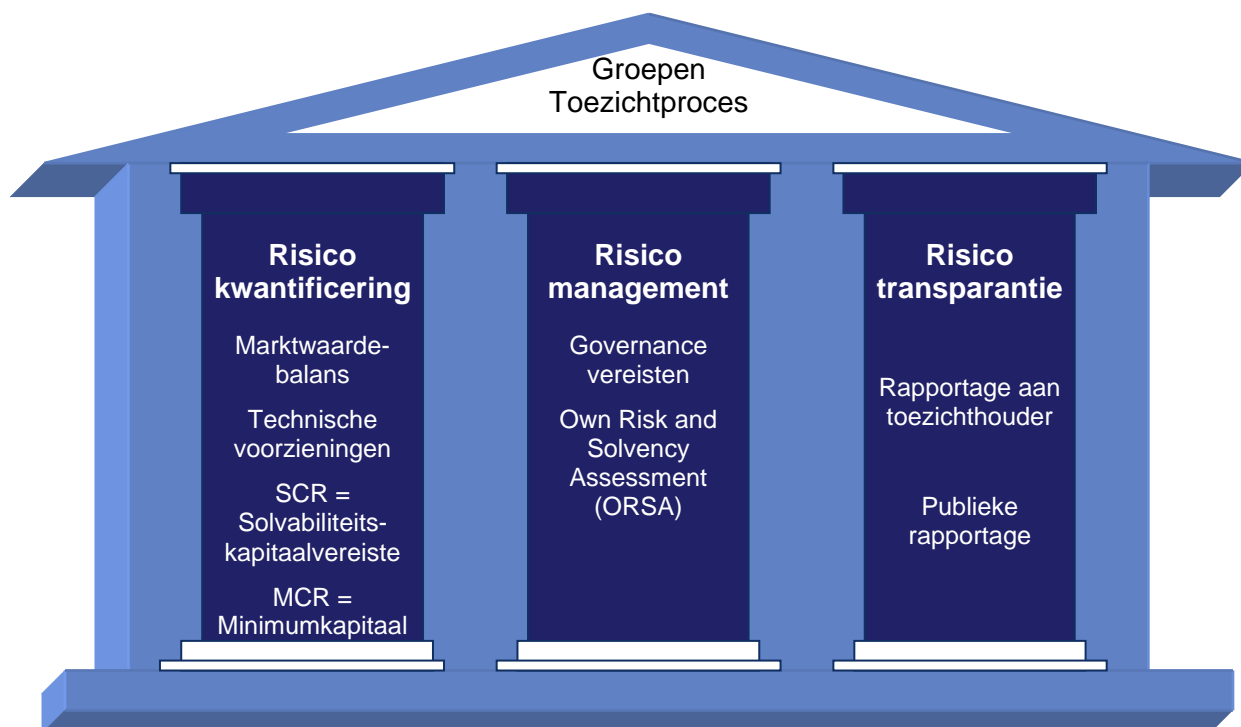 Groepen
Toezichtproces
Risico
kwantificering
Marktwaarde-
balans
Technische
voorzieningen
SCR =
Solvabiliteits-
kapitaalvereiste
MCR =
Minimumkapitaal
Risico
management
Governance
vereisten
Own Risk and
Solvency
Assessment
(ORSA)
Risico
transparantie
Rapportage aan
toezichthouder
Publieke
rapportage